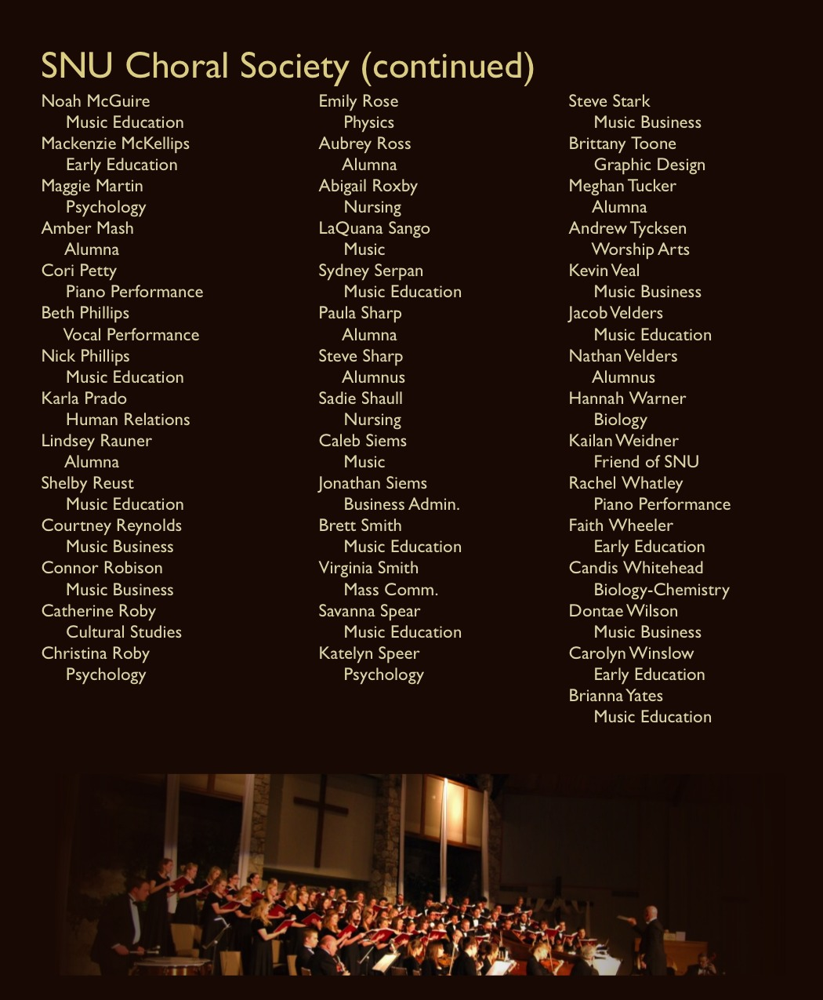 SNU Choral Society (continued)
Noah McGuire
Music Education
Mackenzie McKellips
Early Education
Maggie Martin
Psychology
Amber Mash
Alumna
Cori Petty
Piano Performance
Beth Phillips
Vocal Performance
Nick Phillips
Music Education
Karla Prado
Human Relations
Lindsey Rauner
Alumna
Shelby Reust
Music Education
Courtney Reynolds
Music Business
Connor Robison
Music Business
Catherine Roby
Cultural Studies
Christina Roby
Psychology
Emily Rose
Physics
Aubrey Ross
Alumna
Abigail Roxby
Nursing
LaQuana Sango
Music
Sydney Serpan
Music Education
Paula Sharp
Alumna
Steve Sharp
Alumnus
Sadie Shaull
Nursing
Caleb Siems
Music
Jonathan Siems
Business Admin.
Brett Smith
Music Education
Virginia Smith
Mass Comm.
Savanna Spear
Music Education
Katelyn Speer
Psychology
Steve Stark
Music Business
Brittany Toone
Graphic Design
Meghan Tucker
Alumna
Andrew Tycksen
Worship Arts
Kevin Veal
Music Business
Jacob Velders
Music Education
Nathan Velders
Alumnus
Hannah Warner
Biology
Kailan Weidner
Friend of SNU
Rachel Whatley
Piano Performance
Faith Wheeler
Early Education
Candis Whitehead
Biology-Chemistry
Dontae Wilson
Music Business
Carolyn Winslow
Early Education
Brianna Yates
Music Education